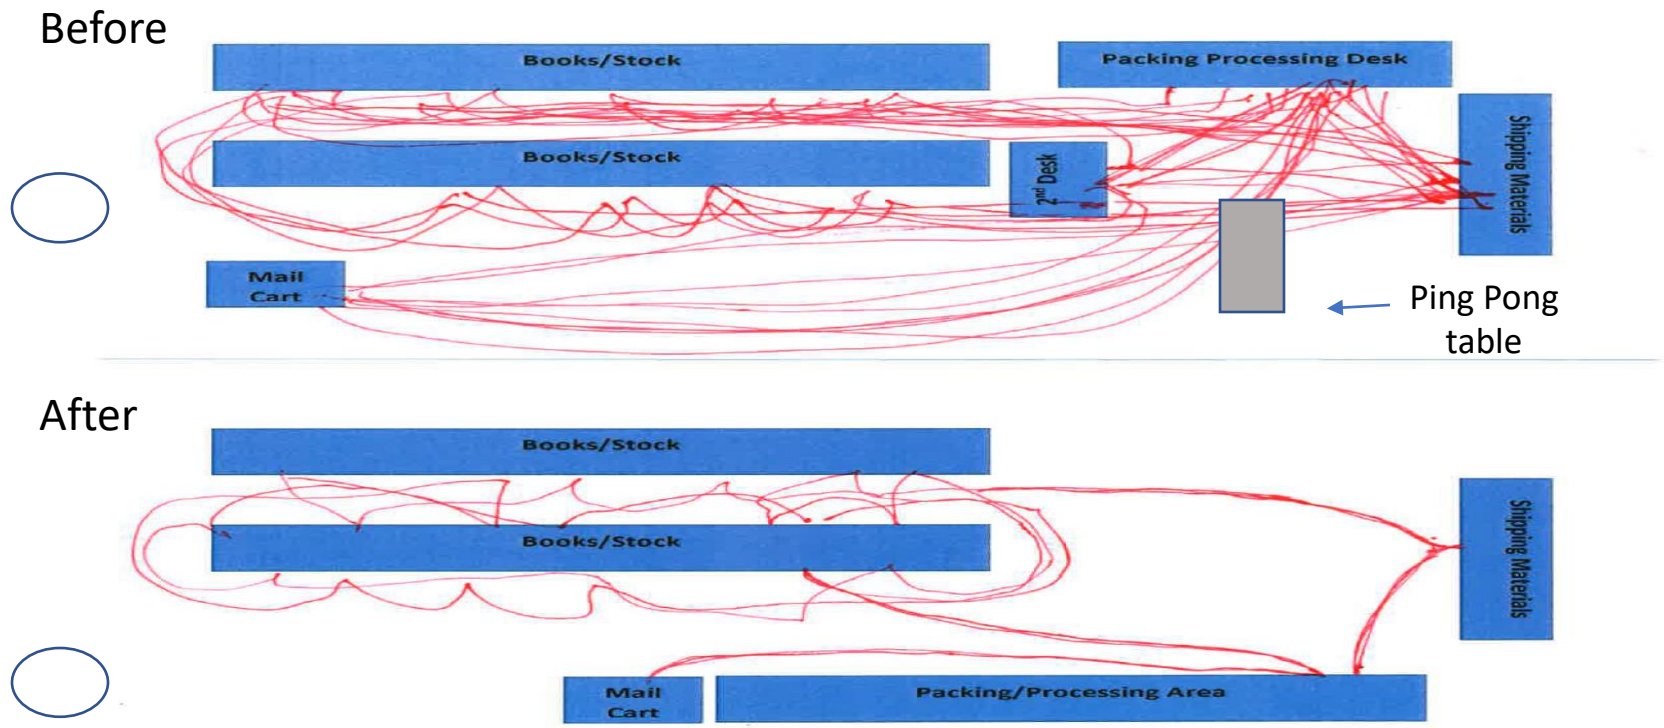 Before
Books/Stock
Packing Processing Desk
Books/Stock
2nd Desk
Shipping Materials
Mail
Cart
Ping Pong
table
After
Books/Stock
Books/Stock
Shipping Materials
Mail
Cart
Packing/Processing Area